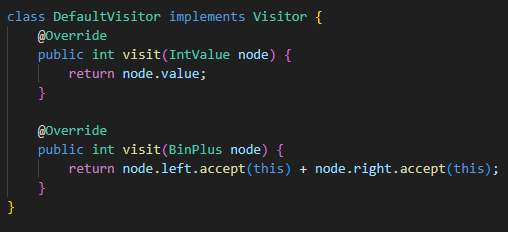 class DefaultVisitor implements Visitor {
    @Override
    public int visit(IntValue node) {
        return node.value;
    }

    @Override
    public int visit(BinPlus node) {
        return node.left.accept(this) + node.right.accept(this);
    }
}